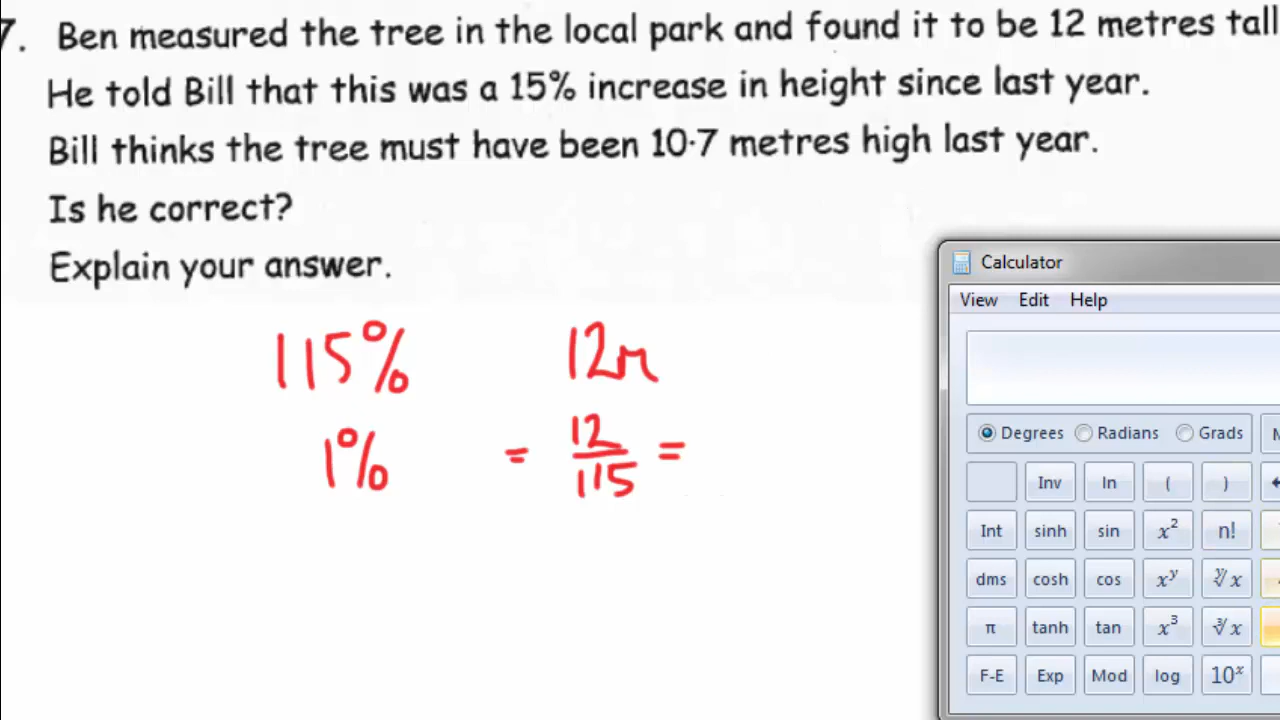 7. Ben measured the tree in the local park and found it to be 12 metres tall
He told Bill that this was a 15% increase in height since last year.
Bill thinks the tree must have been 10·7 metres high last year.
Is he correct?
Explain your answer.
Calculator
View Edit Help
115% 12m
Degrees Radians Grads M
1% = 12/115 =
Inv ln ( ) ←
Int sinh sin x² n!
dms cosh cos xʸ ʸ√x
π tanh tan x³ ³√x
F-E Exp Mod log 10ˣ